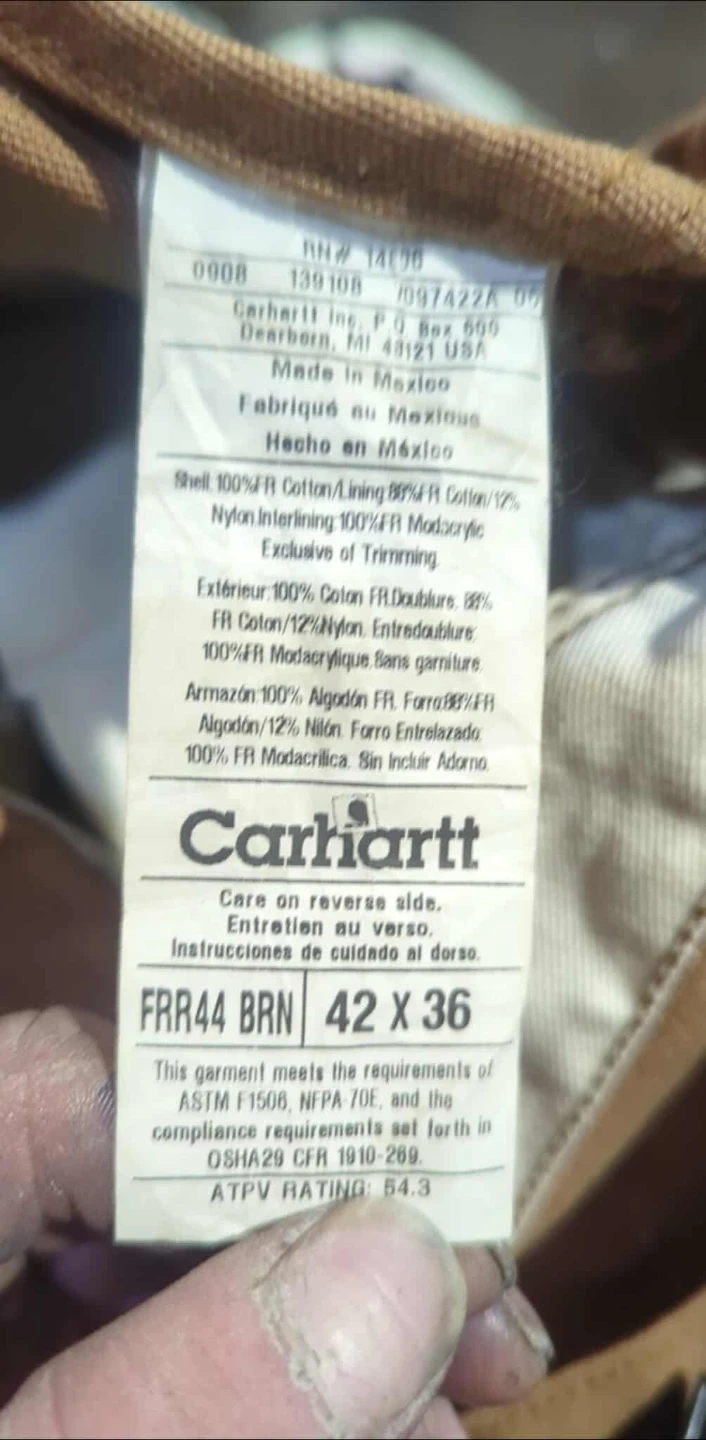 RN# 14806
0908 139108 7097422A 05
Carhartt Inc. P.O. Box 600
Dearborn, MI 48121 USA
Made in Mexico
Fabriqué au Mexique
Hecho en México
Shell:100%FR Cotton/Lining:88%FR Cotton/12%
Nylon.Interlining:100%FR Modacrylic
Exclusive of Trimming.
Extérieur:100% Coton FR.Doublure. 88%
FR Coton/12%Nylon. Entredoublure:
100%FR Modacrylique.Sans garniture.
Armazón:100% Algodón FR. Forro:88%FR
Algodón/12% Nilón. Forro Entrelazado:
100% FR Modacrilica. Sin Incluir Adorno.
Carhartt
Care on reverse side.
Entretien au verso.
Instrucciones de cuidado al dorso.
FRR44 BRN 42 X 36
This garment meets the requirements of
ASTM F1506, NFPA-70E, and the
compliance requirements set forth in
OSHA29 CFR 1910-269.
ATPV RATING: 54.3